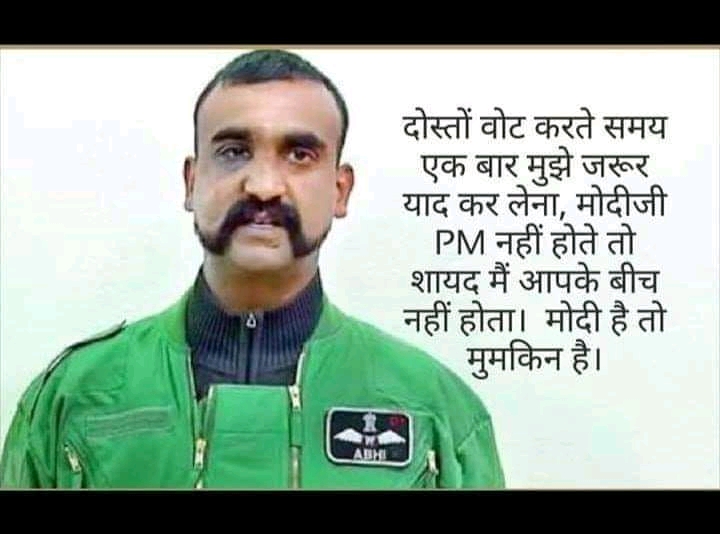 दोस्तों वोट करते समय
एक बार मुझे जरूर
याद कर लेना, मोदीजी
PM नहीं होते तो
शायद मैं आपके बीच
नहीं होता। मोदी है तो
मुमकिन है।
ABHI